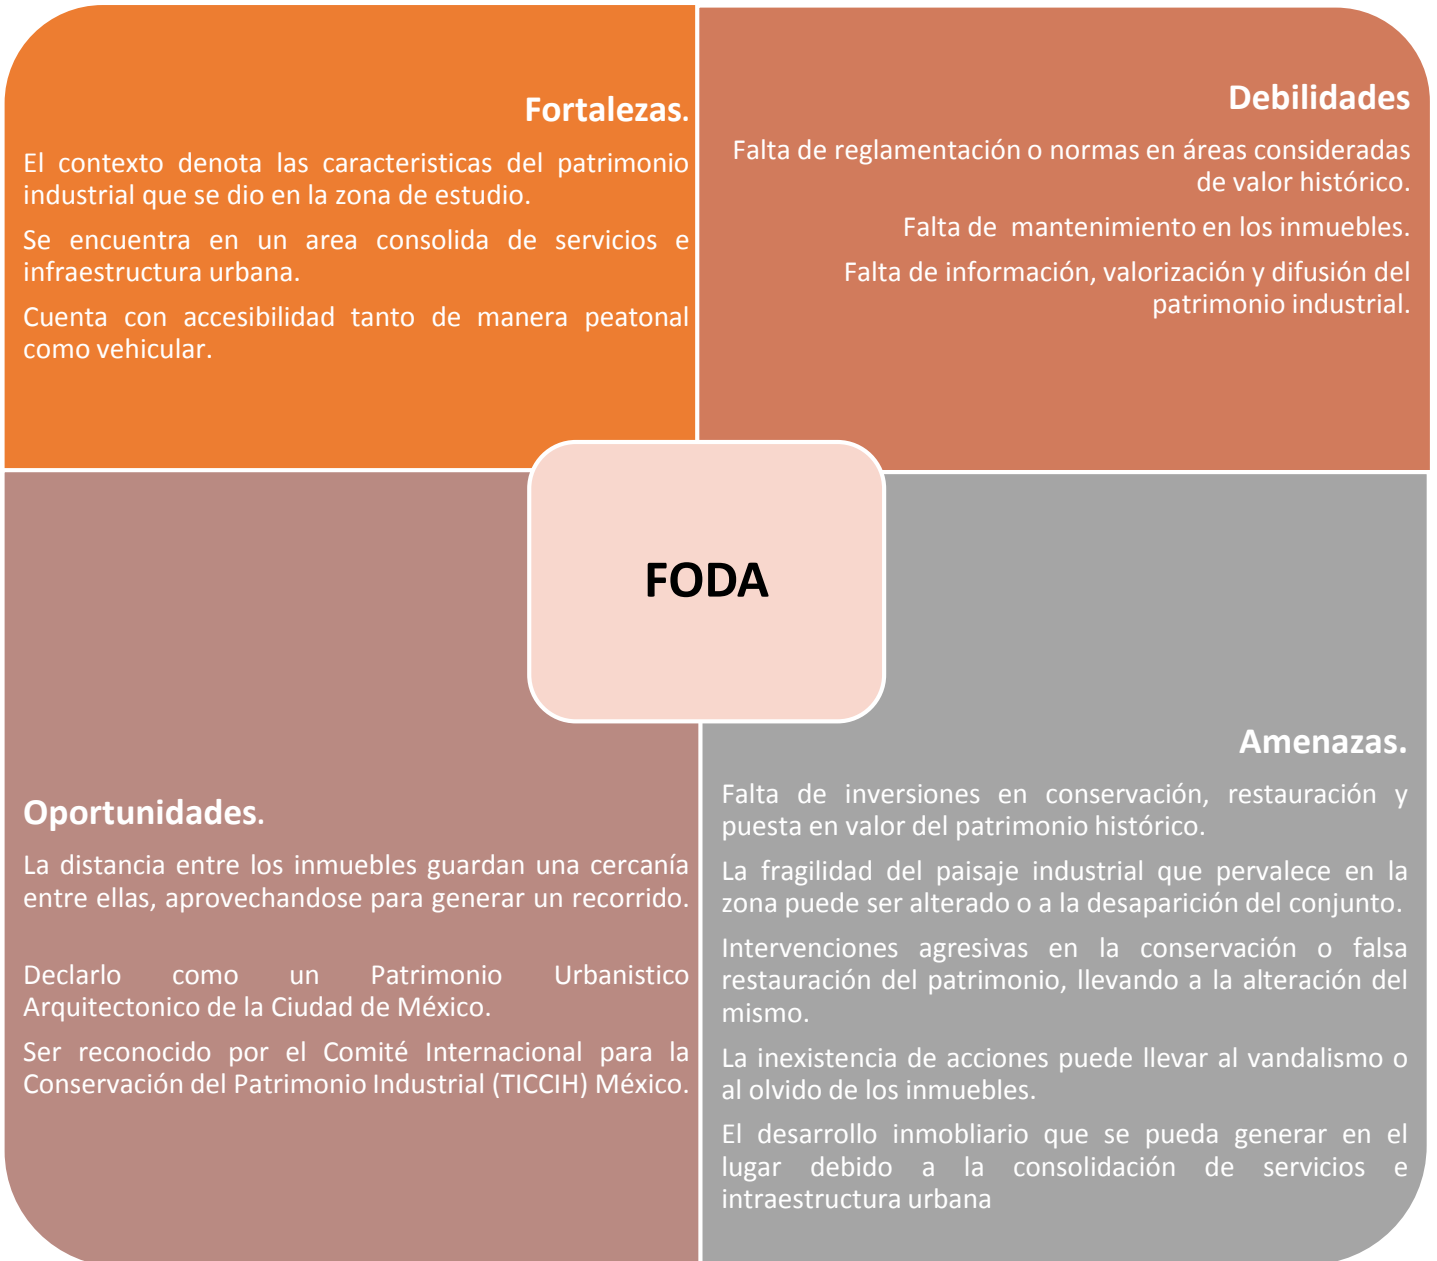 Fortalezas.
El contexto denota las caracteristicas del patrimonio
industrial que se dio en la zona de estudio.
Se encuentra en un area consolida de servicios e
infraestructura urbana.
Cuenta con accesibilidad tanto de manera peatonal
como vehicular.
Debilidades
Falta de reglamentación o normas en áreas consideradas
de valor histórico.
Falta de mantenimiento en los inmuebles.
Falta de información, valorización y difusión del
patrimonio industrial.
FODA
Oportunidades.
La distancia entre los inmuebles guardan una cercanía
entre ellas, aprovechandose para generar un recorrido.
Declarlo como un Patrimonio Urbanistico
Arquitectonico de la Ciudad de México.
Ser reconocido por el Comité Internacional para la
Conservación del Patrimonio Industrial (TICCIH) México.
Amenazas.
Falta de inversiones en conservación, restauración y
puesta en valor del patrimonio histórico.
La fragilidad del paisaje industrial que pervalece en la
zona puede ser alterado o a la desaparición del conjunto.
Intervenciones agresivas en la conservación o falsa
restauración del patrimonio, llevando a la alteración del
mismo.
La inexistencia de acciones puede llevar al vandalismo o
al olvido de los inmuebles.
El desarrollo inmobliario que se pueda generar en el
lugar debido a la consolidación de servicios e
intraestructura urbana